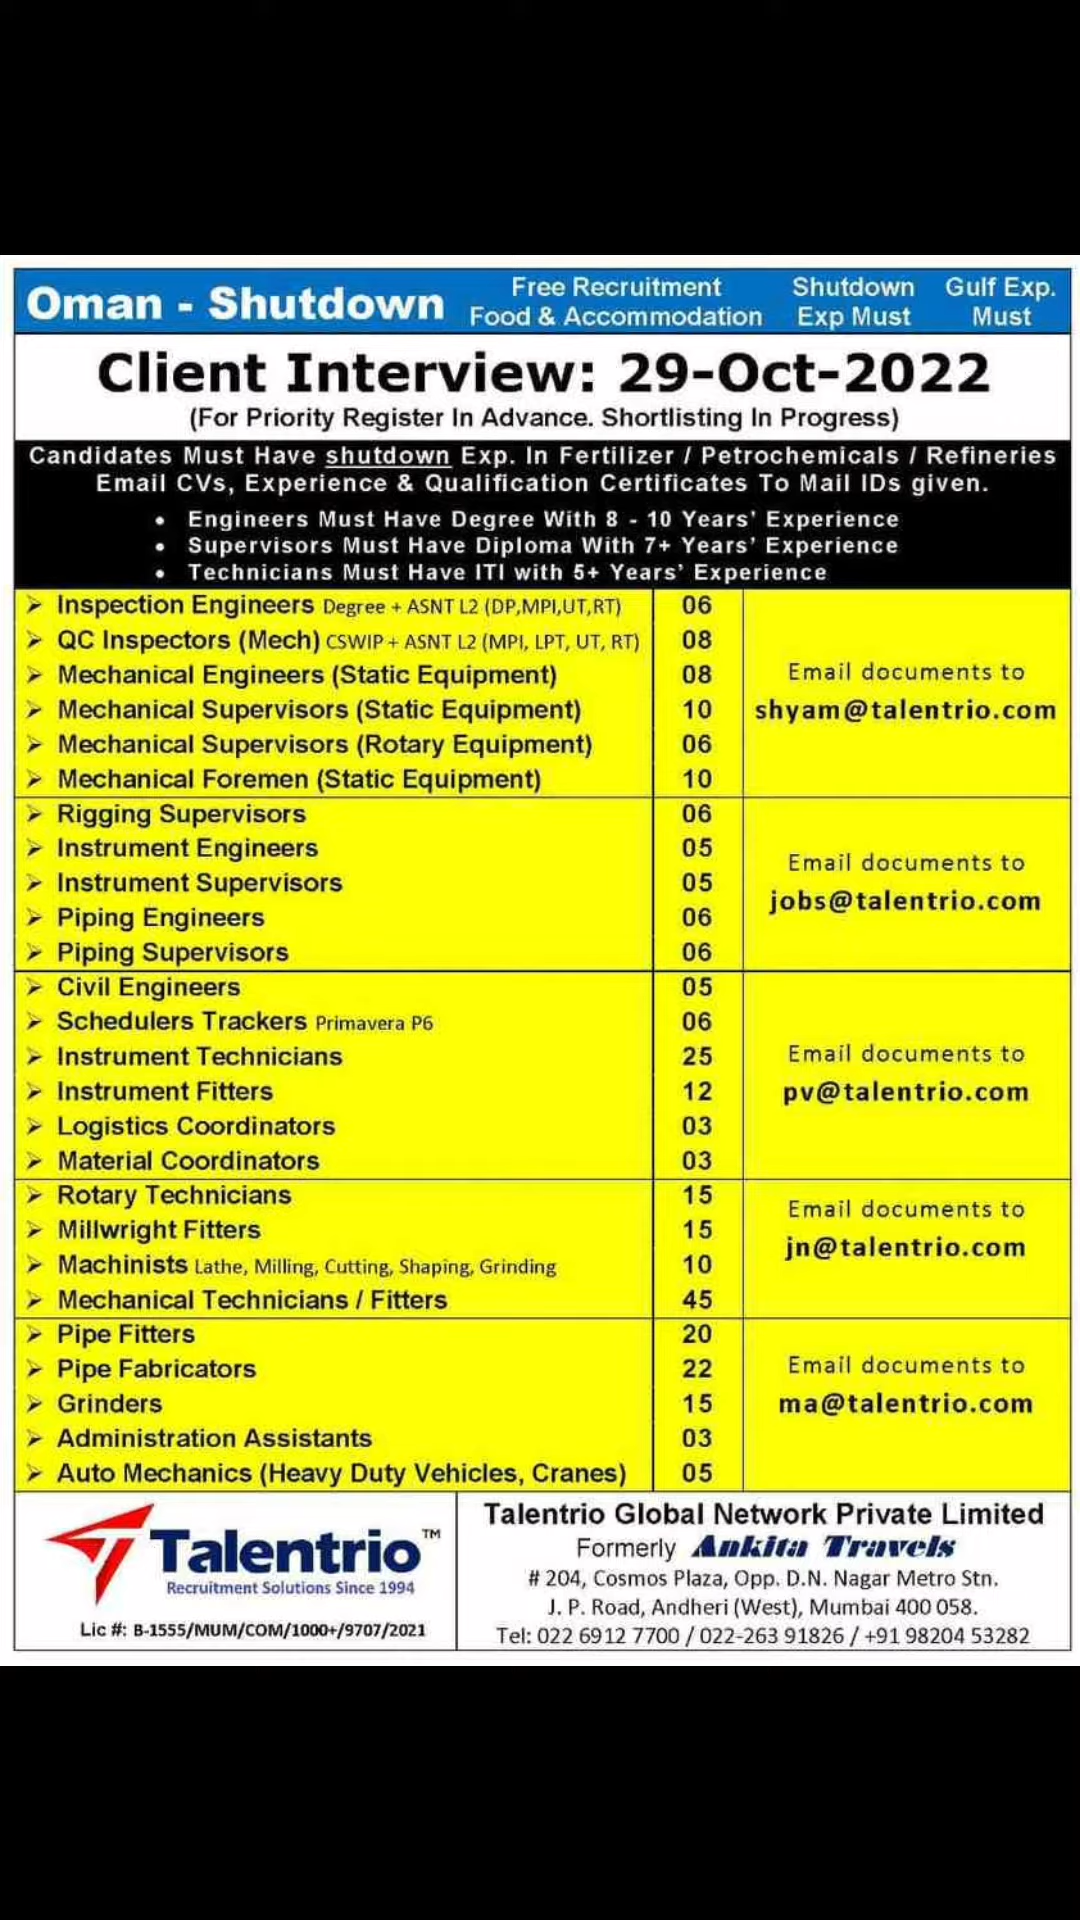 Oman - Shutdown
Free Recruitment
Food & Accommodation
Shutdown
Exp Must
Gulf Exp.
Must
Client Interview: 29-Oct-2022
(For Priority Register In Advance. Shortlisting In Progress)
Candidates Must Have shutdown Exp. In Fertilizer / Petrochemicals / Refineries
Email CVs, Experience & Qualification Certificates To Mail IDs given.
• Engineers Must Have Degree With 8 - 10 Years' Experience
• Supervisors Must Have Diploma With 7+ Years' Experience
• Technicians Must Have ITI with 5+ Years' Experience
➢ Inspection Engineers Degree + ASNT L2 (DP,MPI,UT,RT) 06
➢ QC Inspectors (Mech) CSWIP + ASNT L2 (MPI, LPT, UT, RT) 08
➢ Mechanical Engineers (Static Equipment) 08
➢ Mechanical Supervisors (Static Equipment) 10
➢ Mechanical Supervisors (Rotary Equipment) 06
➢ Mechanical Foremen (Static Equipment) 10
Email documents to
shyam@talentrio.com
➢ Rigging Supervisors 06
➢ Instrument Engineers 05
➢ Instrument Supervisors 05
➢ Piping Engineers 06
➢ Piping Supervisors 06
Email documents to
jobs@talentrio.com
➢ Civil Engineers 05
➢ Schedulers Trackers Primavera P6 06
➢ Instrument Technicians 25
➢ Instrument Fitters 12
➢ Logistics Coordinators 03
➢ Material Coordinators 03
Email documents to
pv@talentrio.com
➢ Rotary Technicians 15
➢ Millwright Fitters 15
➢ Machinists Lathe, Milling, Cutting, Shaping, Grinding 10
➢ Mechanical Technicians / Fitters 45
Email documents to
jn@talentrio.com
➢ Pipe Fitters 20
➢ Pipe Fabricators 22
➢ Grinders 15
➢ Administration Assistants 03
➢ Auto Mechanics (Heavy Duty Vehicles, Cranes) 05
Email documents to
ma@talentrio.com
Talentrio™
Recruitment Solutions Since 1994
Lic #: B-1555/MUM/COM/1000+/9707/2021
Talentrio Global Network Private Limited
Formerly Ankita Travels
# 204, Cosmos Plaza, Opp. D.N. Nagar Metro Stn.
J. P. Road, Andheri (West), Mumbai 400 058.
Tel: 022 6912 7700 / 022-263 91826 / +91 98204 53282